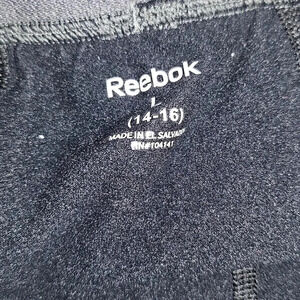 Reebok
L
(14-16)
MADE IN EL SALVADOR
RN#104141